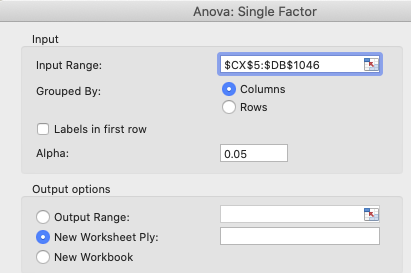 Anova: Single Factor
Input
Input Range: $CX$5:$DB$1046
Grouped By: Columns
Rows
Labels in first row
Alpha: 0.05
Output options
Output Range:
New Worksheet Ply:
New Workbook